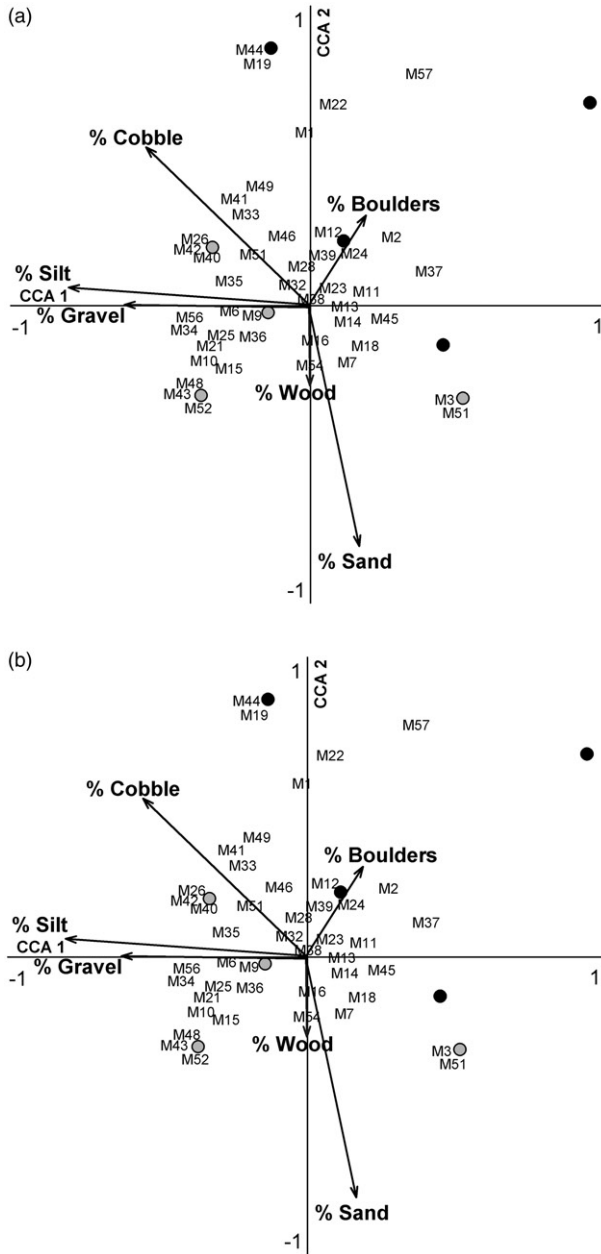 (a)
1
CCA 2
M44
M19
M57
M22
M1
% Cobble
M49
M41
M33
% Boulders
M26
M42
M40
M46
M12
M2
M51
M39
M24
M28
M37
% Silt
M35
M32
M23
M11
CCA 1
M38
-1
% Gravel
M6
M9
M13
1
M56
M14
M45
M34
M25
M36
M16
M21
M18
M10
M15
M54
M7
M48
M43
% Wood
M52
M3
M51
% Sand
-1
(b)
1
CCA 2
M44
M19
M57
M22
M1
% Cobble
M49
M41
M33
% Boulders
M26
M42
M40
M46
M12
M2
M51
M39
M24
M28
M37
% Silt
M35
M32
M23
M11
CCA 1
M38
-1
% Gravel
M6
M9
M13
1
M56
M14
M45
M34
M25
M36
M16
M21
M18
M10
M15
M54
M7
M48
M43
% Wood
M52
M3
M51
% Sand
-1